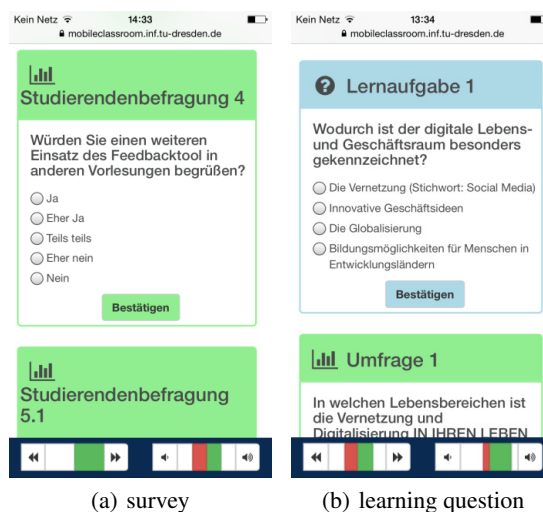 Kein Netz 14:33
mobileclassroom.inf.tu-dresden.de
Studierendenbefragung 4
Würden Sie einen weiteren
Einsatz des Feedbacktool in
anderen Vorlesungen begrüßen?
Ja
Eher Ja
Teils teils
Eher nein
Nein
Bestätigen
Studierendenbefragung
5.1
(a) survey
Kein Netz 13:34
mobileclassroom.inf.tu-dresden.de
Lernaufgabe 1
Wodurch ist der digitale Lebens-
und Geschäftsraum besonders
gekennzeichnet?
Die Vernetzung (Stichwort: Social Media)
Innovative Geschäftsideen
Die Globalisierung
Bildungsmöglichkeiten für Menschen in
Entwicklungsländern
Bestätigen
Umfrage 1
In welchen Lebensbereichen ist
die Vernetzung und
Digitalisierung IN IHREN LEBEN
(b) learning question